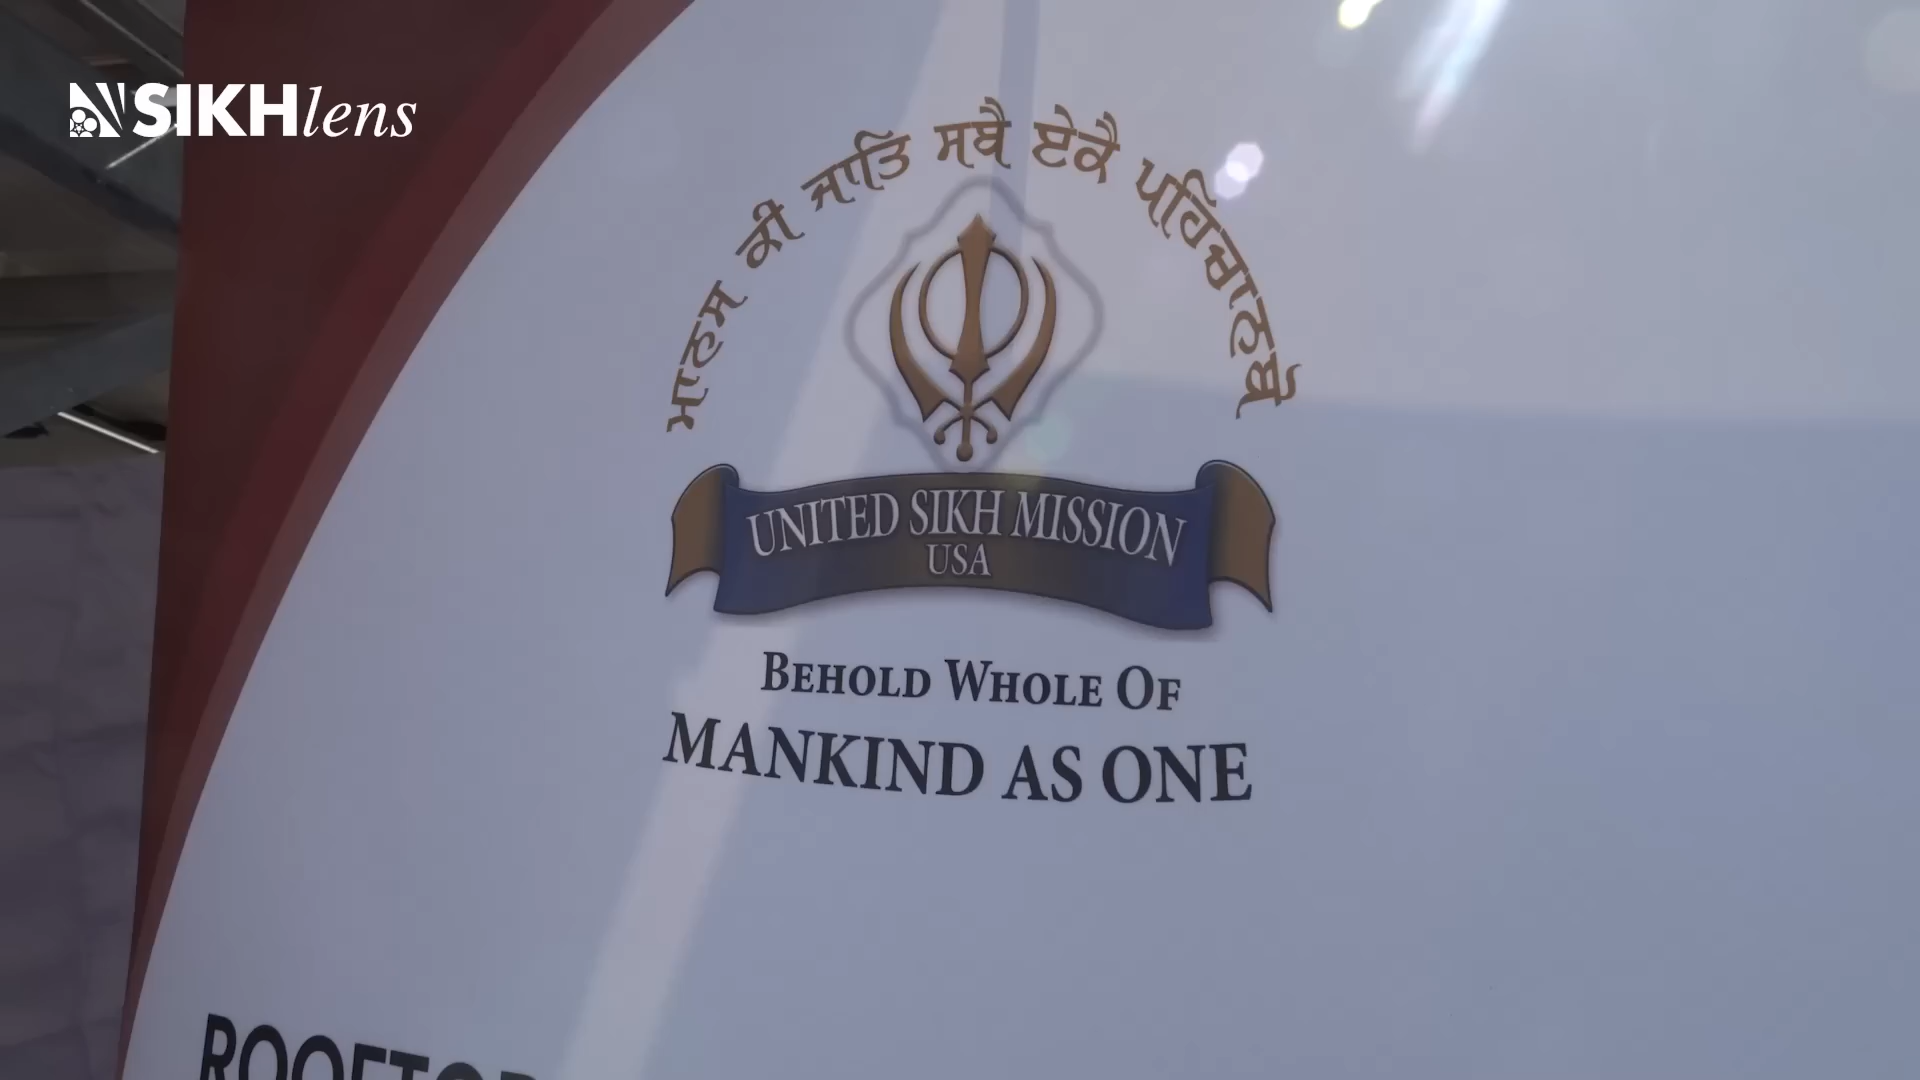 SIKHlens
ਮਾਨਸ ਕੀ ਜਾਤਿ ਸਬੈ ਏਕੈ ਪਹਿਚਾਨਬੋ
UNITED SIKH MISSION
USA
BEHOLD WHOLE OF
MANKIND AS ONE